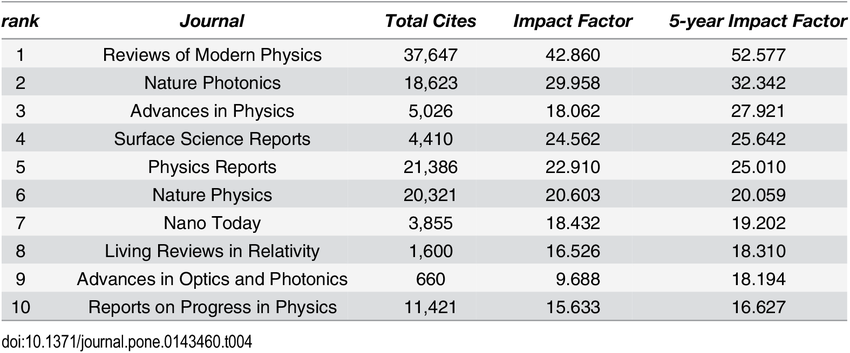 rank Journal Total Cites Impact Factor 5-year Impact Factor
1 Reviews of Modern Physics 37,647 42.860 52.577
2 Nature Photonics 18,623 29.958 32.342
3 Advances in Physics 5,026 18.062 27.921
4 Surface Science Reports 4,410 24.562 25.642
5 Physics Reports 21,386 22.910 25.010
6 Nature Physics 20,321 20.603 20.059
7 Nano Today 3,855 18.432 19.202
8 Living Reviews in Relativity 1,600 16.526 18.310
9 Advances in Optics and Photonics 660 9.688 18.194
10 Reports on Progress in Physics 11,421 15.633 16.627
doi:10.1371/journal.pone.0143460.t004